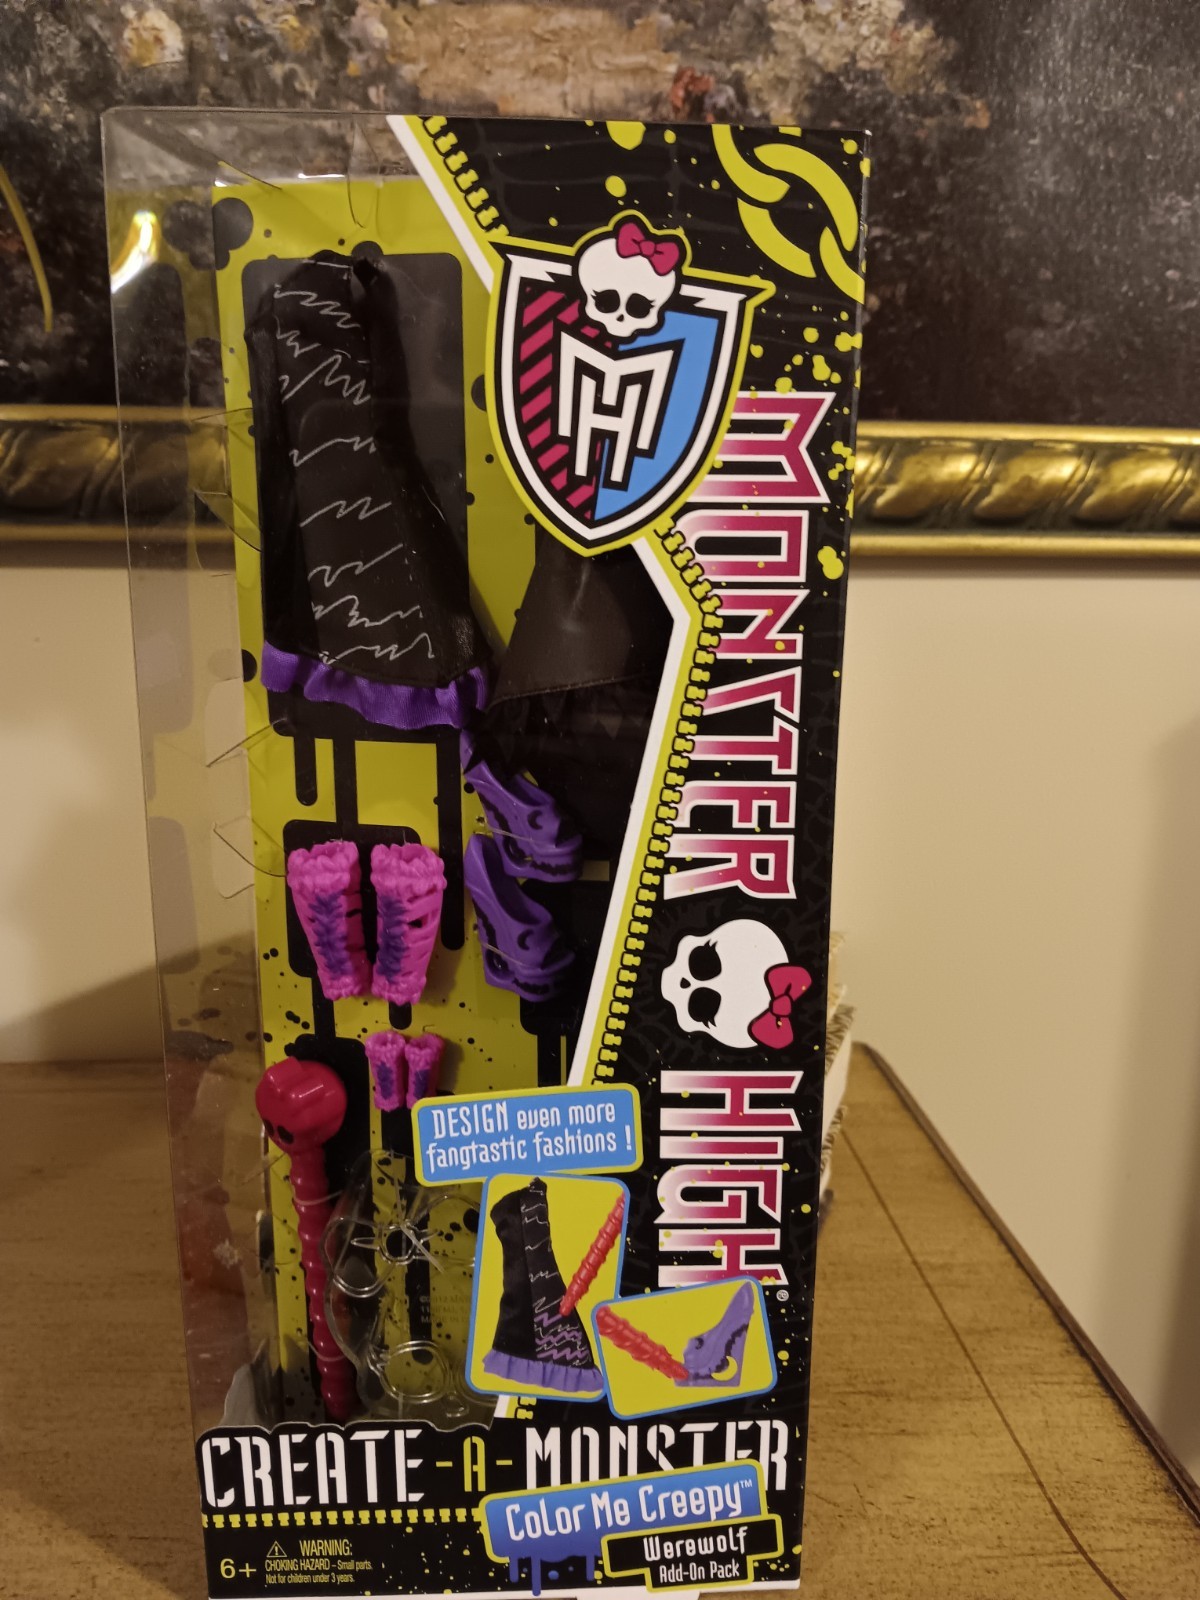 MH
MONSTER HIGH®
DESIGN even more
fangtastic fashions !
CREATE-A-MONSTER
Color Me Creepy™
Werewolf
Add-On Pack
6+
WARNING:
CHOKING HAZARD – Small parts.
Not for children under 3 years.